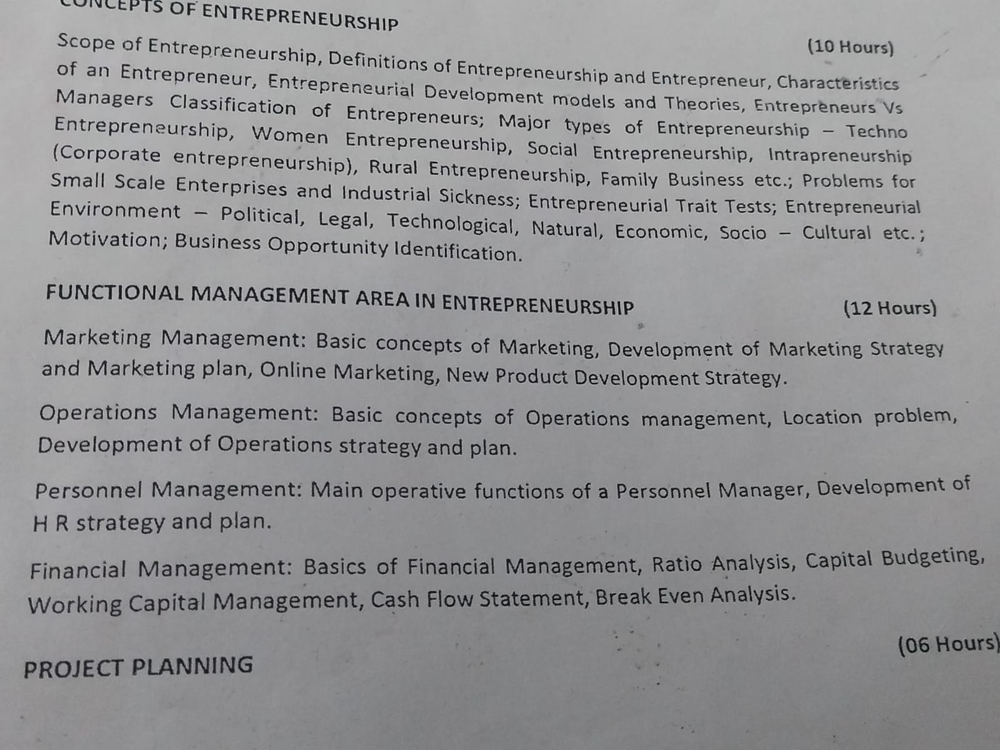 CONCEPTS OF ENTREPRENEURSHIP
(10 Hours)
Scope of Entrepreneurship, Definitions of Entrepreneurship and Entrepreneur, Characteristics
of an Entrepreneur, Entrepreneurial Development models and Theories, Entrepreneurs Vs
Managers Classification of Entrepreneurs; Major types of Entrepreneurship – Techno
Entrepreneurship, Women Entrepreneurship, Social Entrepreneurship, Intrapreneurship
(Corporate entrepreneurship), Rural Entrepreneurship, Family Business etc.; Problems for
Small Scale Enterprises and Industrial Sickness; Entrepreneurial Trait Tests; Entrepreneurial
Environment – Political, Legal, Technological, Natural, Economic, Socio – Cultural etc.;
Motivation; Business Opportunity Identification.
FUNCTIONAL MANAGEMENT AREA IN ENTREPRENEURSHIP (12 Hours)
Marketing Management: Basic concepts of Marketing, Development of Marketing Strategy
and Marketing plan, Online Marketing, New Product Development Strategy.
Operations Management: Basic concepts of Operations management, Location problem,
Development of Operations strategy and plan.
Personnel Management: Main operative functions of a Personnel Manager, Development of
H R strategy and plan.
Financial Management: Basics of Financial Management, Ratio Analysis, Capital Budgeting,
Working Capital Management, Cash Flow Statement, Break Even Analysis.
(06 Hours)
PROJECT PLANNING